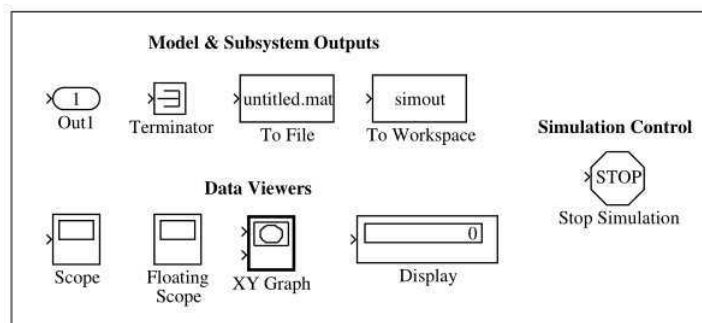 Model & Subsystem Outputs
1
untitled.mat
simout
Out1
Terminator
To File
To Workspace
Simulation Control
STOP
Stop Simulation
Data Viewers
0
Scope
Floating
Scope
XY Graph
Display